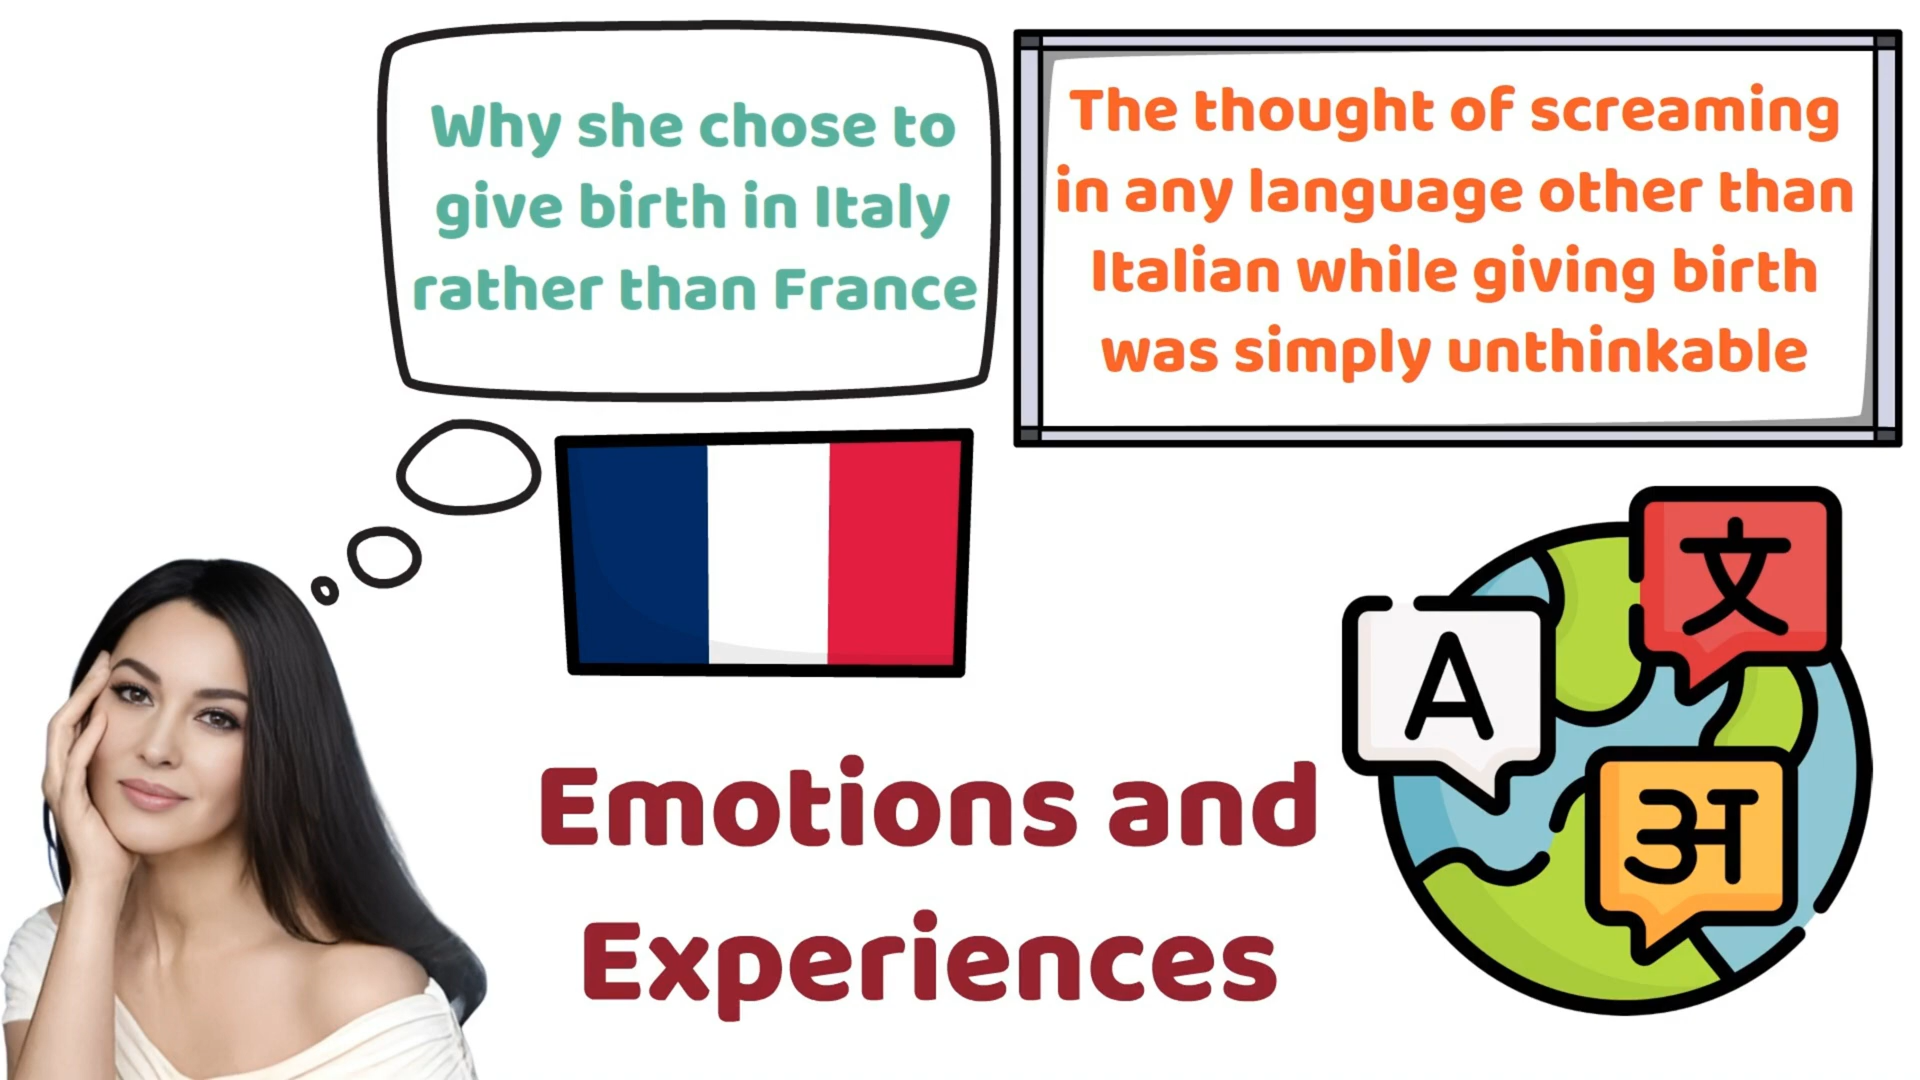 Why she chose to
give birth in Italy
rather than France
The thought of screaming
in any language other than
Italian while giving birth
was simply unthinkable
文
A
अ
Emotions and
Experiences